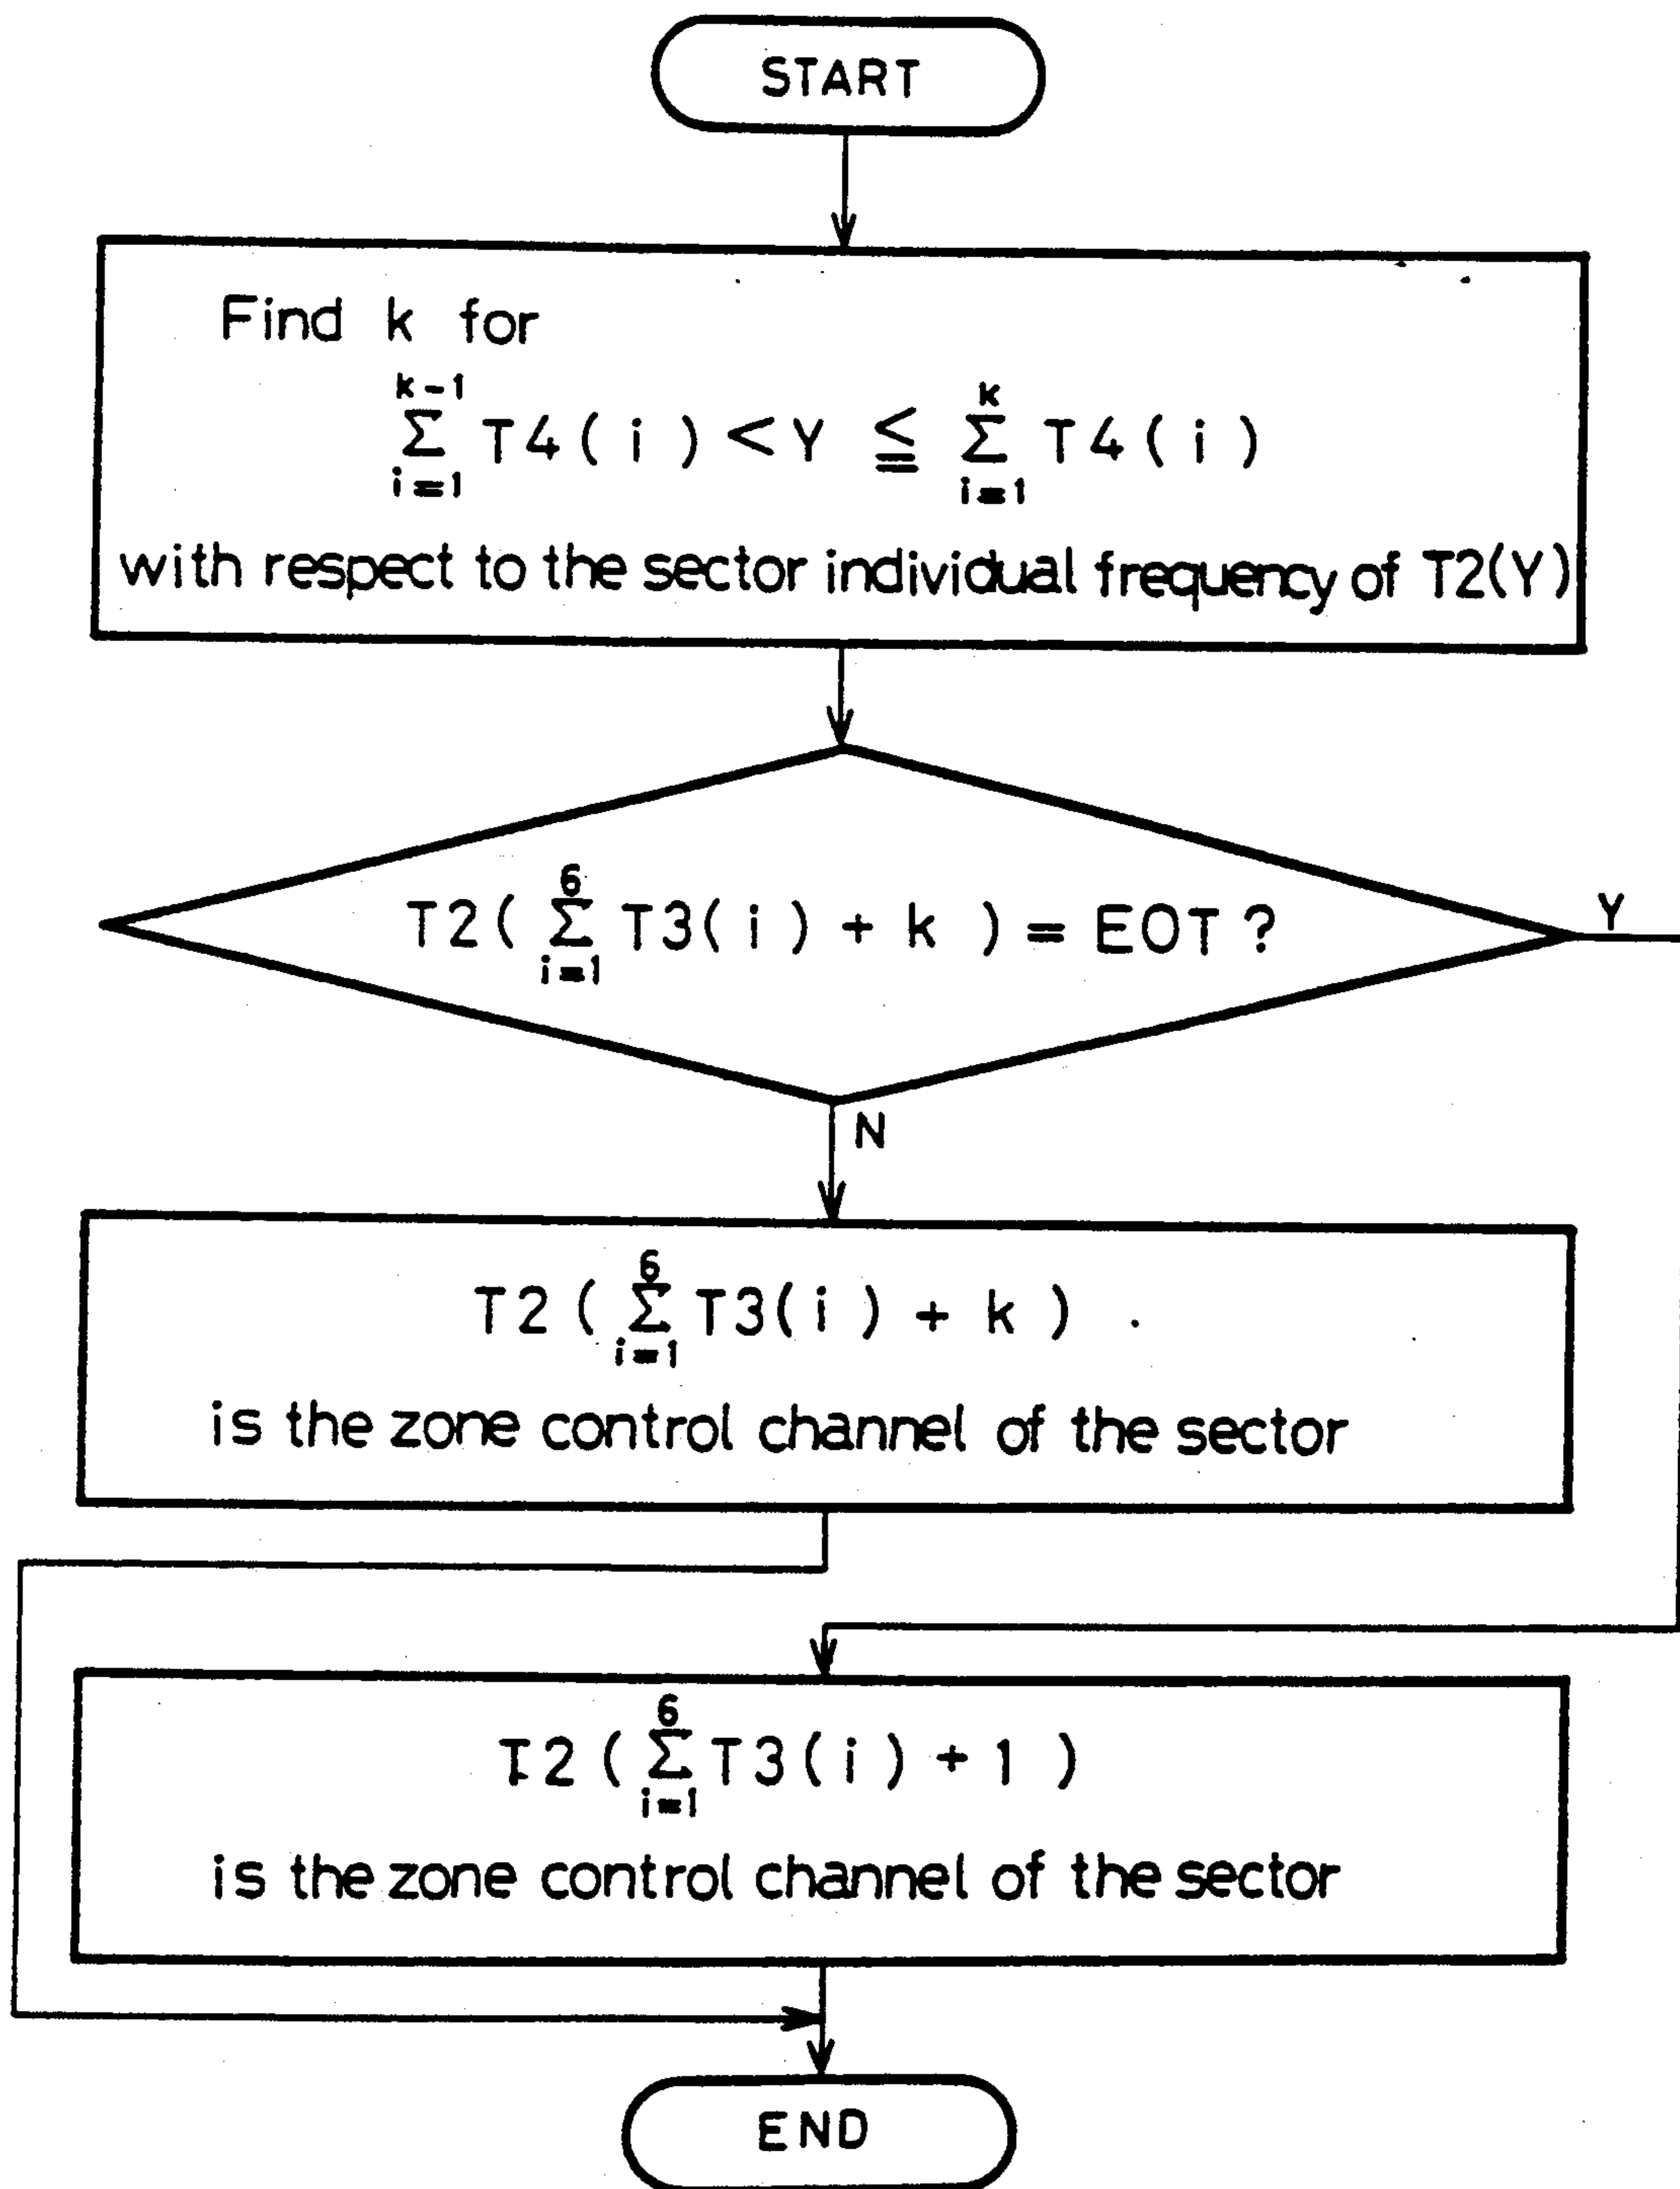 START
Find k for
k-1 Σ i=1 T4(i) < Y ≦ k Σ i=1 T4(i)
with respect to the sector individual frequency of T2(Y)
T2( 6 Σ i=1 T3(i) + k ) = EOT ?
Y
N
T2( 6 Σ i=1 T3(i) + k )
is the zone control channel of the sector
T2( 6 Σ i=1 T3(i) + 1 )
is the zone control channel of the sector
END